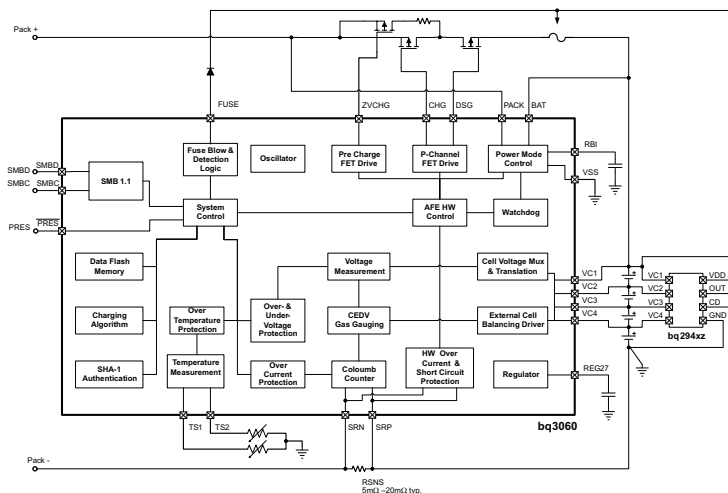 Pack +
FUSE
ZVCHG
CHG
DSG
PACK
BAT
SMBD
SMBD
SMBC
SMBC
PRES
PRES
SMB 1.1
Fuse Blow &
Detection
Logic
Oscillator
Pre Charge
FET Drive
P-Channel
FET Drive
Power Mode
Control
RBI
VSS
System
Control
AFE HW
Control
Watchdog
Data Flash
Memory
Voltage
Measurement
Cell Voltage Mux
& Translation
Charging
Algorithm
Over
Temperature
Protection
Over- &
Under-
Voltage
Protection
CEDV
Gas Gauging
External Cell
Balancing Driver
SHA-1
Authentication
Temperature
Measurement
Over
Current
Protection
Coloumb
Counter
HW Over
Current &
Short Circuit
Protection
Regulator
VC1
VC2
VC3
VC4
VC1
VC2
VC3
VC4
VDD
OUT
CD
GND
bq294xz
REG27
TS1
TS2
SRN
SRP
bq3060
Pack -
RSNS
5mΩ –20mΩ typ.